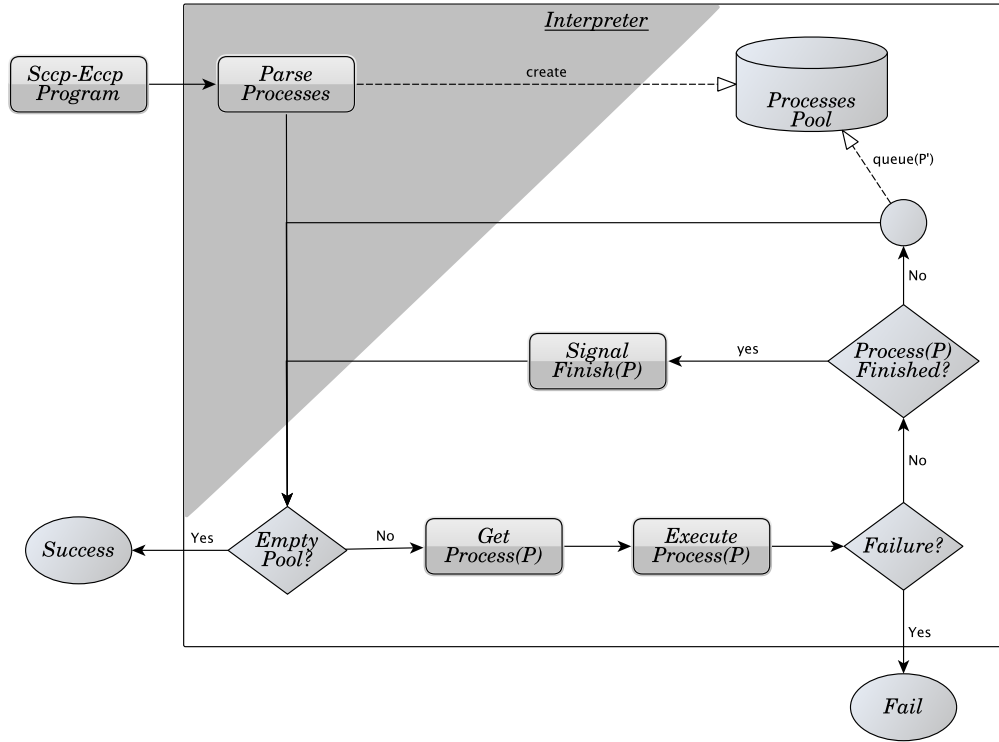 Interpreter
Sccp-Eccp
Program
Parse
Processes
create
Processes
Pool
queue(P')
No
Process(P)
Finished?
yes
Signal
Finish(P)
No
Success
Yes
Empty
Pool?
No
Get
Process(P)
Execute
Process(P)
Failure?
Yes
Fail